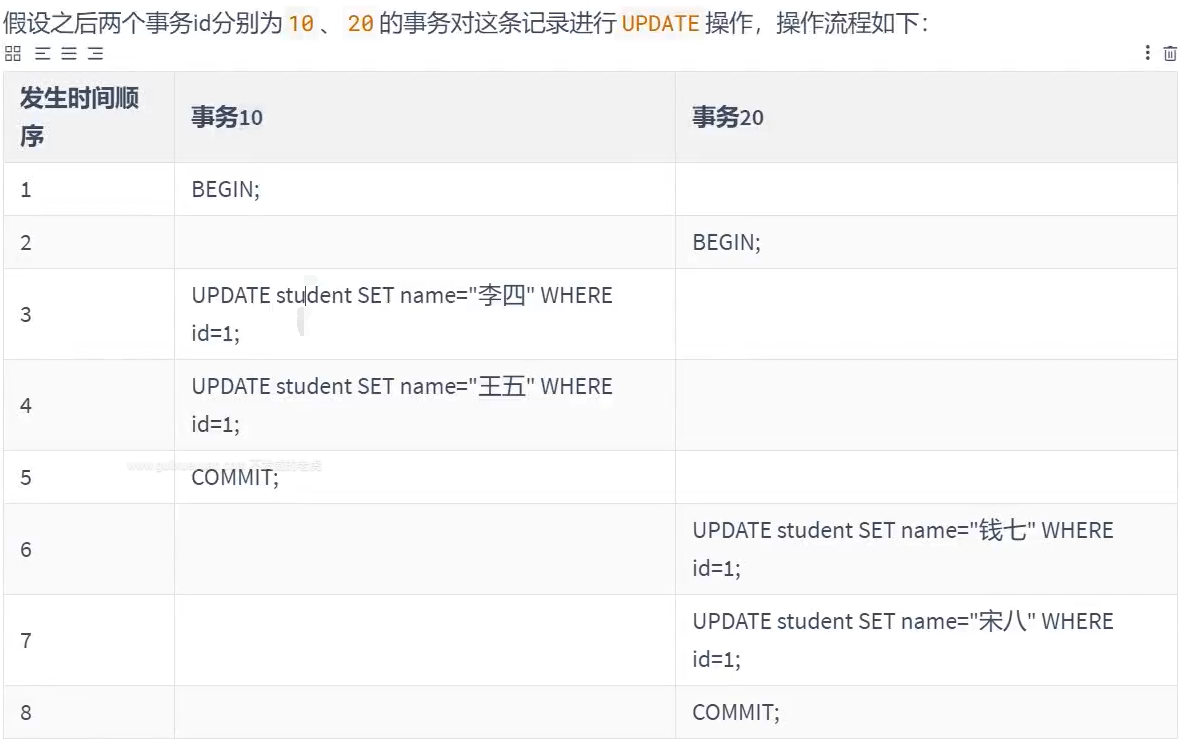 假设之后两个事务id分别为 10 、 20 的事务对这条记录进行 UPDATE 操作，操作流程如下：
发生时间顺
序
事务10
事务20
1
BEGIN;
2
BEGIN;
3
UPDATE student SET name="李四" WHERE
id=1;
4
UPDATE student SET name="王五" WHERE
id=1;
5
COMMIT;
6
UPDATE student SET name="钱七" WHERE
id=1;
7
UPDATE student SET name="宋八" WHERE
id=1;
8
COMMIT;